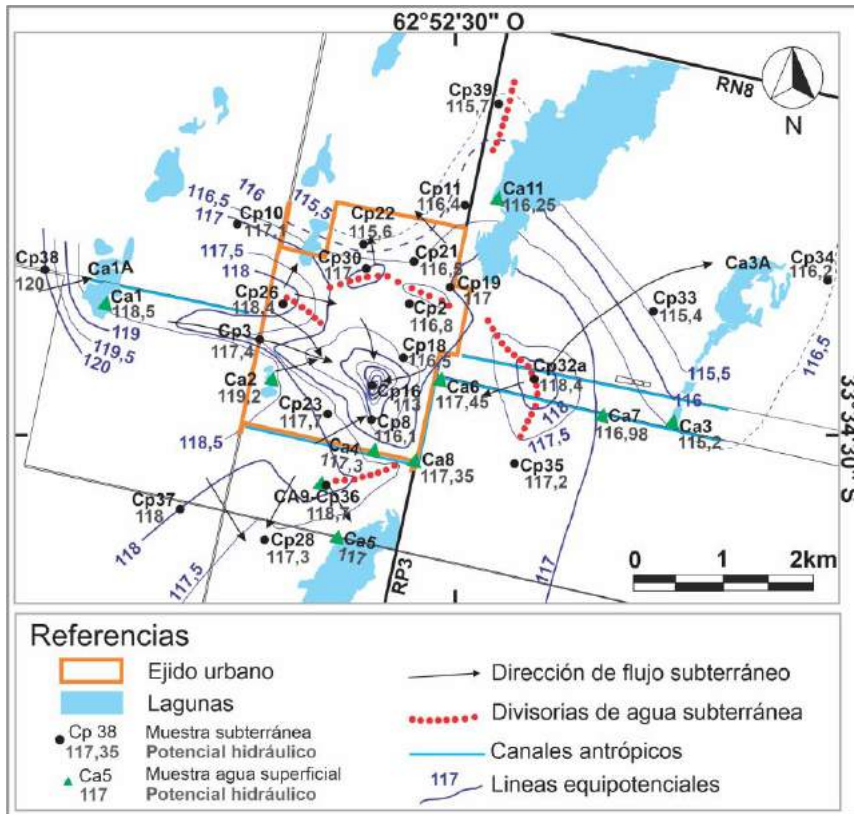 62°52'30" O
RN8
N
Cp39
115,7
Cp11
116,4
Ca11
116,25
116,5
116
115,5
117
Cp10
117,1
Cp22
115,6
Cp38
120
Ca1A
117,5
118
Cp30
117
Cp21
116,5
Cp34
116,2
Ca3A
Ca1
118,5
Cp26
118,4
Cp19
117
Cp2
116,8
Cp33
115,4
119
119,5
120
Cp3
117,4
Cp18
116,5
116,5
115,5
Ca2
119,2
Cp16
113
Ca6
117,45
Cp32a
118,4
116
33°34'30" S
118,5
Cp23
117,7
Cp8
116,1
118
117,5
Ca7
116,98
Ca3
115,2
Ca4
117,3
Ca8
117,35
Cp35
117,2
Cp37
118
CA9-Cp36
118,7
118
Cp28
117,3
Ca5
117
117,5
RP3
117
0 1 2km
Referencias
Ejido urbano
Lagunas
Cp 38 Muestra subterránea
117,35 Potencial hidráulico
Ca5 Muestra agua superficial
117 Potencial hidráulico
Dirección de flujo subterráneo
Divisorias de agua subterránea
Canales antrópicos
117 Lineas equipotenciales